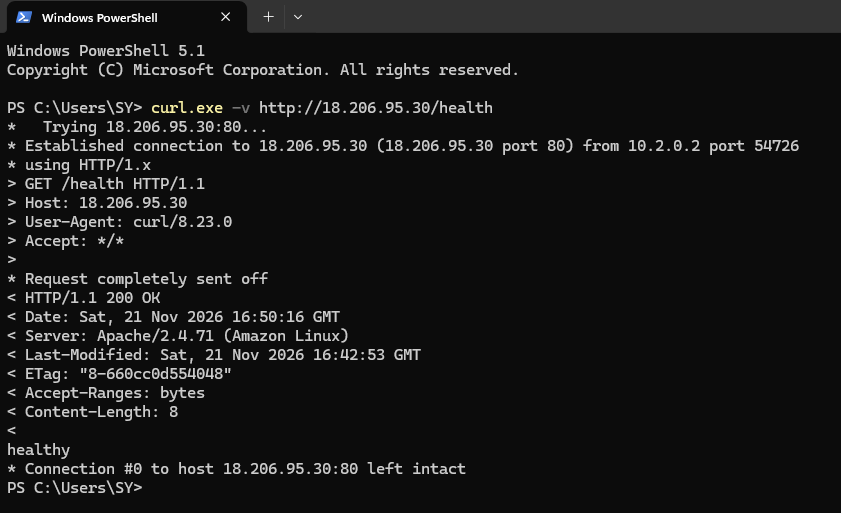 Windows PowerShell
Windows PowerShell 5.1
Copyright (C) Microsoft Corporation. All rights reserved.
PS C:\Users\SY> curl.exe -v http://18.206.95.30/health
*   Trying 18.206.95.30:80...
* Established connection to 18.206.95.30 (18.206.95.30 port 80) from 10.2.0.2 port 54726
* using HTTP/1.x
> GET /health HTTP/1.1
> Host: 18.206.95.30
> User-Agent: curl/8.23.0
> Accept: */*
>
* Request completely sent off
< HTTP/1.1 200 OK
< Date: Sat, 21 Nov 2026 16:50:16 GMT
< Server: Apache/2.4.71 (Amazon Linux)
< Last-Modified: Sat, 21 Nov 2026 16:42:53 GMT
< ETag: "8-660cc0d554048"
< Accept-Ranges: bytes
< Content-Length: 8
<
healthy
* Connection #0 to host 18.206.95.30:80 left intact
PS C:\Users\SY>